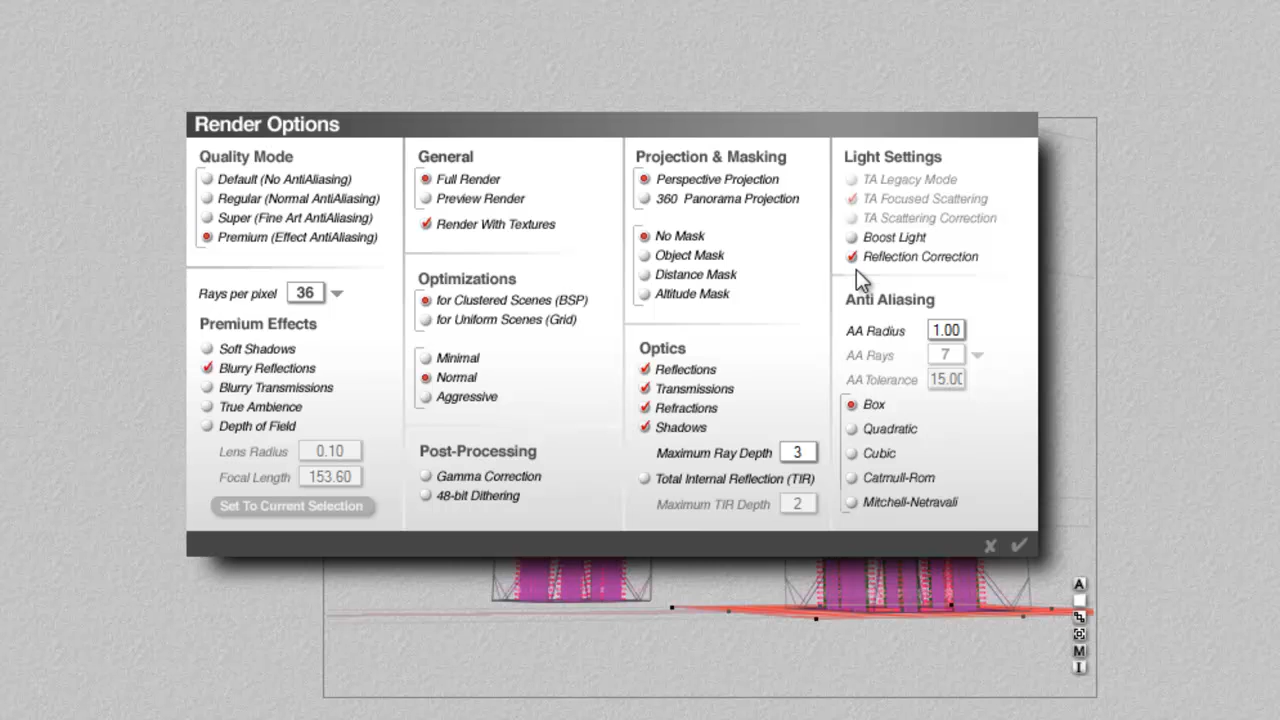 Render Options
Quality Mode
Default (No AntiAliasing)
Regular (Normal AntiAliasing)
Super (Fine Art AntiAliasing)
Premium (Effect AntiAliasing)
Rays per pixel 36
Premium Effects
Soft Shadows
Blurry Reflections
Blurry Transmissions
True Ambience
Depth of Field
Lens Radius 0.10
Focal Length 153.60
Set To Current Selection
General
Full Render
Preview Render
Render With Textures
Optimizations
for Clustered Scenes (BSP)
for Uniform Scenes (Grid)
Minimal
Normal
Aggressive
Post-Processing
Gamma Correction
48-bit Dithering
Projection & Masking
Perspective Projection
360 Panorama Projection
No Mask
Object Mask
Distance Mask
Altitude Mask
Optics
Reflections
Transmissions
Refractions
Shadows
Maximum Ray Depth 3
Total Internal Reflection (TIR)
Maximum TIR Depth 2
Light Settings
TA Legacy Mode
TA Focused Scattering
TA Scattering Correction
Boost Light
Reflection Correction
Anti Aliasing
AA Radius 1.00
AA Rays 7
AA Tolerance 15.00
Box
Quadratic
Cubic
Catmull-Rom
Mitchell-Netravali
A
M
I